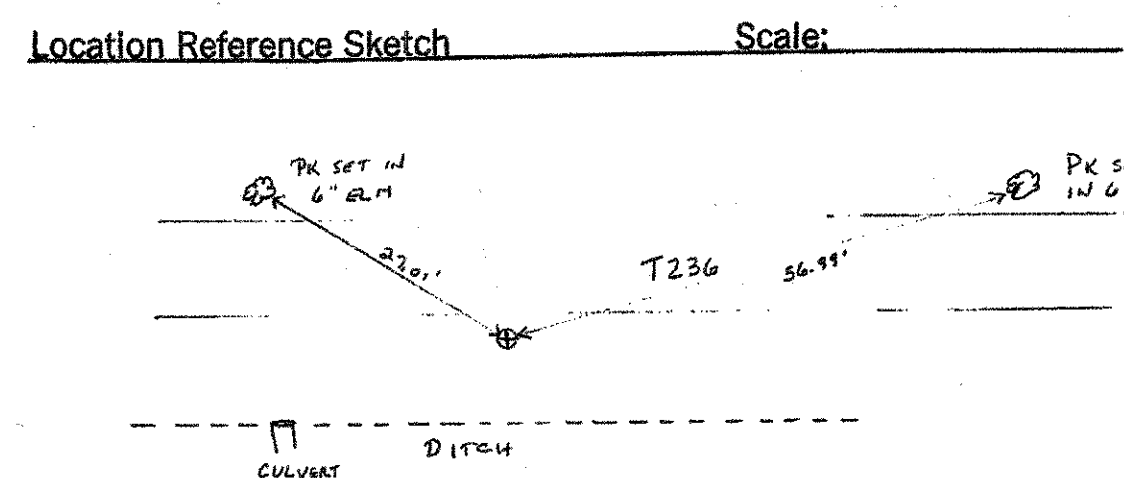 Location Reference Sketch Scale:
PK SET IN
6" ELM
PK S
IN 6
T236
56.99'
DITCH
CULVERT